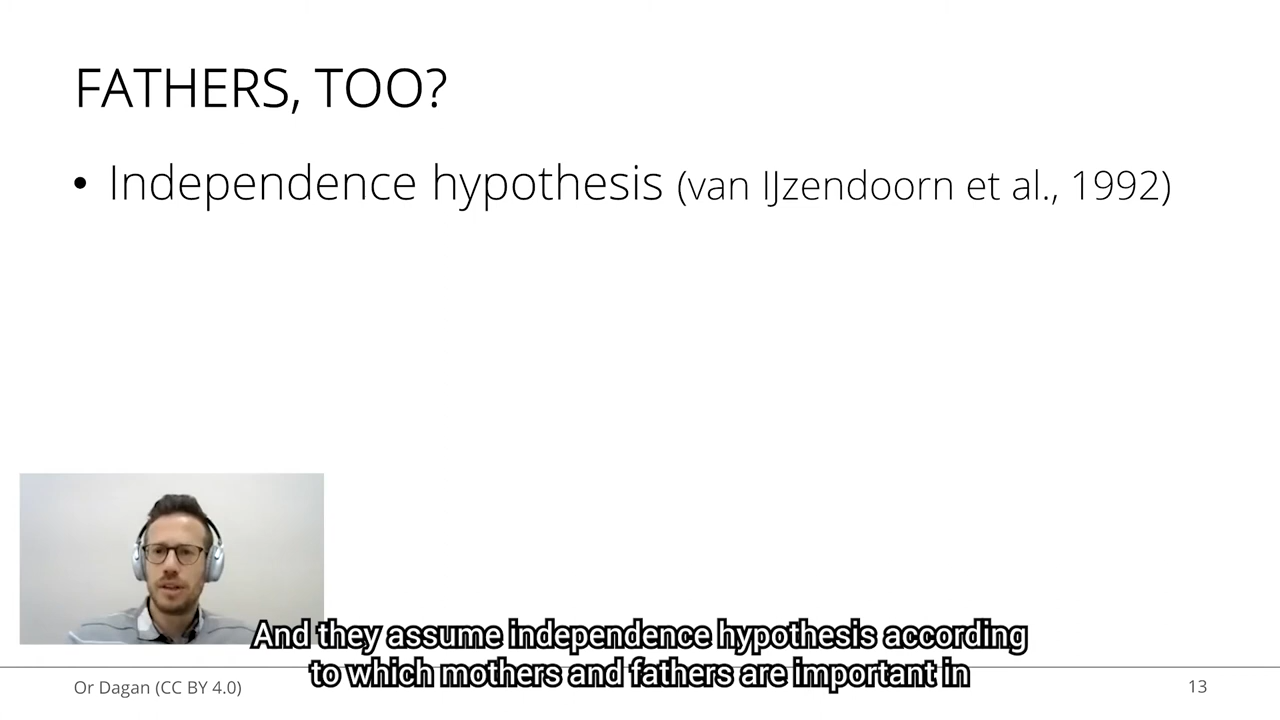 FATHERS, TOO?
• Independence hypothesis (van IJzendoorn et al., 1992)
And they assume independence hypothesis according
to which mothers and fathers are important in
Or Dagan (CC BY 4.0)
13